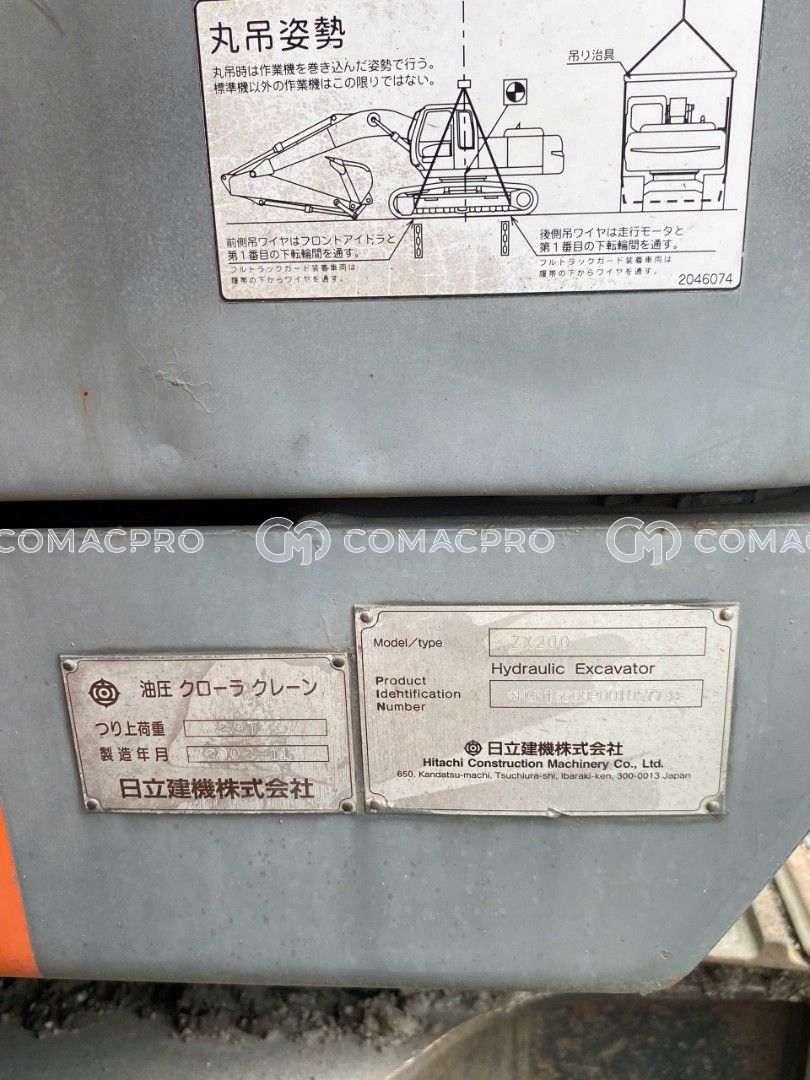 丸吊姿勢
丸吊時は作業機を巻き込んだ姿勢で行う。
標準機以外の作業機はこの限りではない。
吊り治具
前側吊ワイヤはフロントアイドラと
第1番目の下転輪間を通す。
フルトラックガード装着車両は
履帯の下からワイヤを通す。
後側吊ワイヤは走行モータと
第1番目の下転輪間を通す。
フルトラックガード装着車両は
履帯の下からワイヤを通す。
2046074
COMACPRO COMACPRO COMAC
油圧 クローラ クレーン
つり上荷重 2.9T
製造年月 2002-11
日立建機株式会社
Model/type ZX200
Hydraulic Excavator
Product
Identification
Number
日立建機株式会社
Hitachi Construction Machinery Co., Ltd.
650, Kandatsu-machi, Tsuchiura-shi, Ibaraki-ken, 300-0013 Japan